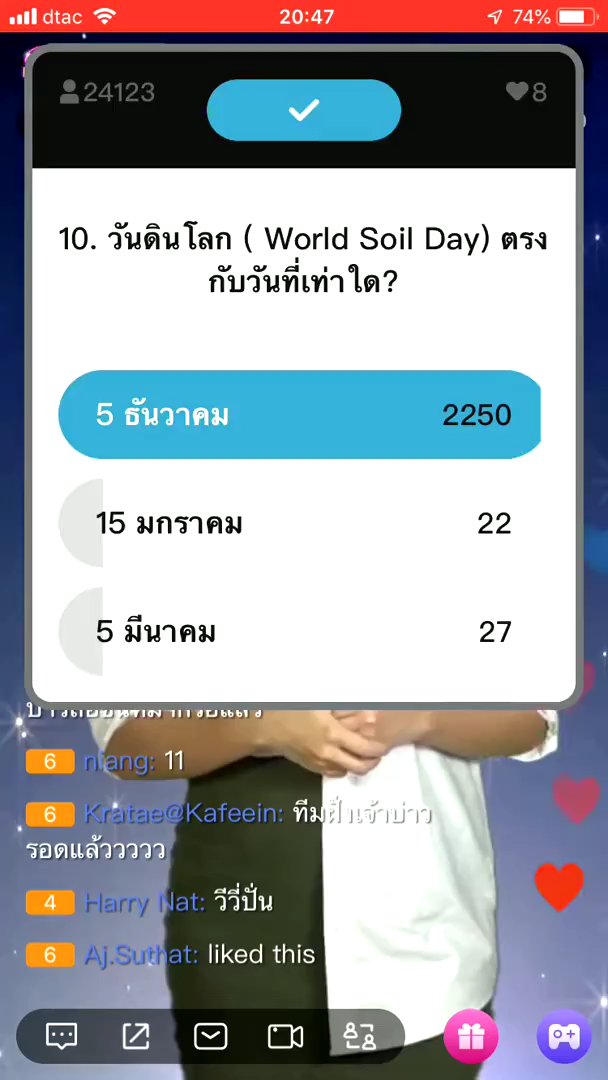 dtac 20:47 74%
24123 8
10. วันดินโลก ( World Soil Day) ตรง
กับวันที่เท่าใด?
5 ธันวาคม 2250
15 มกราคม 22
5 มีนาคม 27
6 niang: 11
6 Kratae@Kafeein: ทีมฝั่งเจ้าบ่าว
รอดแล้ววววว
4 Harry Nat: วีวี่ปั่น
6 Aj.Suthat: liked this